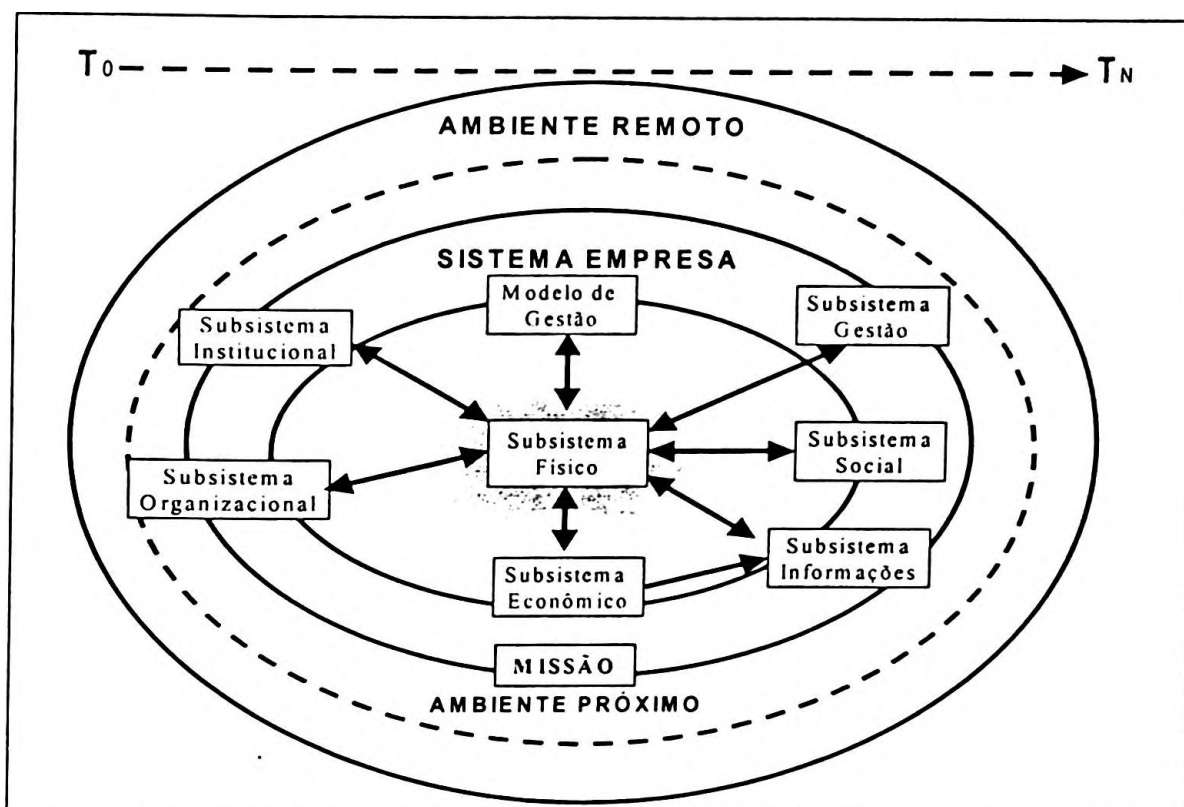 T0 TN
AMBIENTE REMOTO
SISTEMA EMPRESA
Modelo de
Gestão
Subsistema
Gestão
Subsistema
Institucional
Subsistema
Físico
Subsistema
Social
Subsistema
Organizacional
Subsistema
Econômico
Subsistema
Informações
MISSÃO
AMBIENTE PRÓXIMO